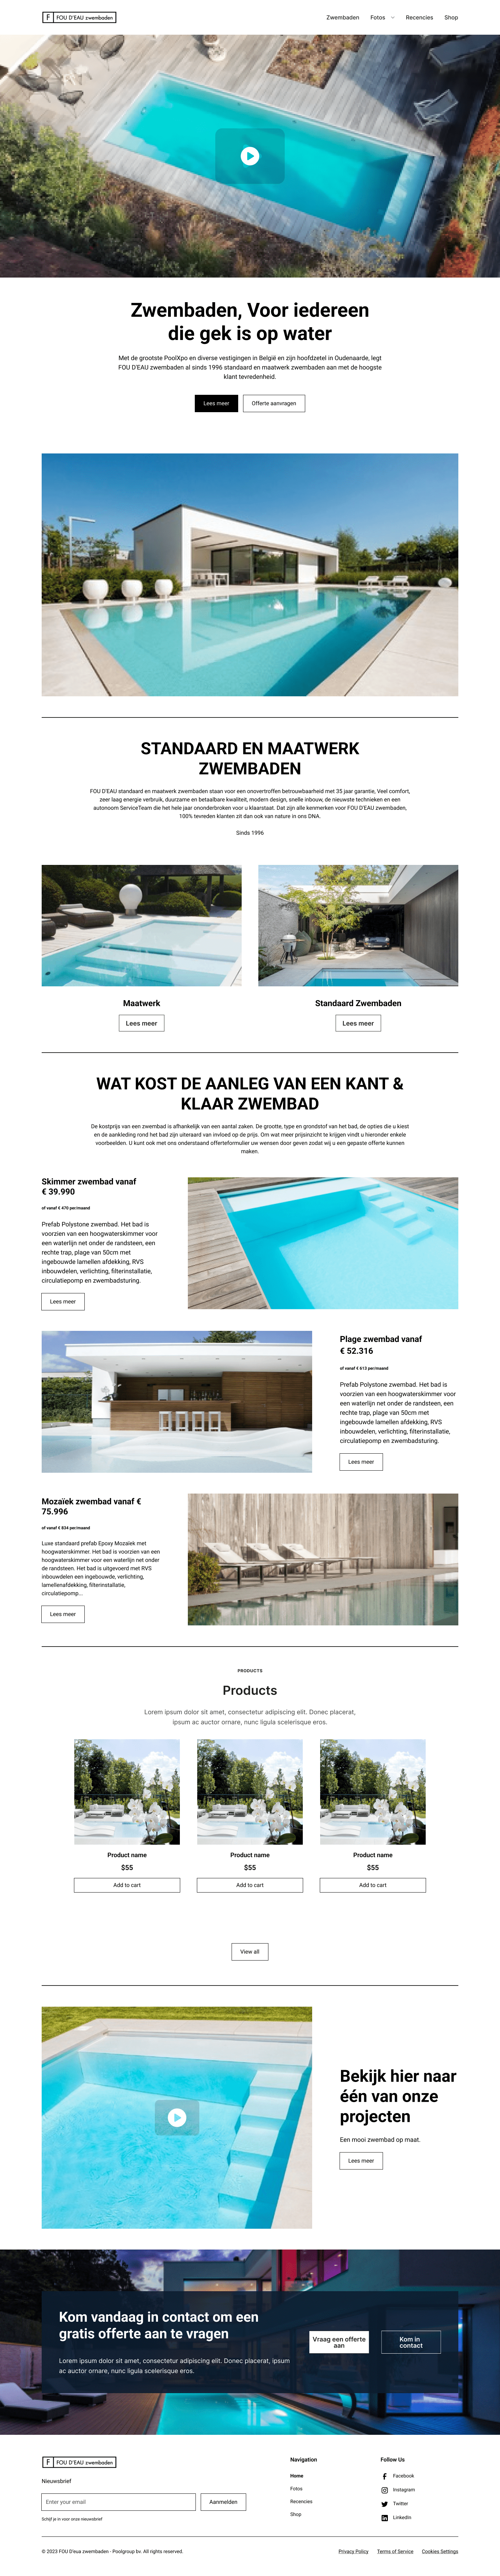 F FOU D'EAU zwembaden
Zwembaden Fotos Recencies Shop
Zwembaden, Voor iedereen
die gek is op water
Met de grootste PoolXpo en diverse vestigingen in België en zijn hoofdzetel in Oudenaarde, legt
FOU D'EAU zwembaden al sinds 1996 standaard en maatwerk zwembaden aan met de hoogste
klant tevredenheid.
Lees meer
Offerte aanvragen
STANDAARD EN MAATWERK
ZWEMBADEN
FOU D'EAU standaard en maatwerk zwembaden staan voor een onovertroffen betrouwbaarheid met 35 jaar garantie, Veel comfort,
zeer laag energie verbruik, duurzame en betaalbare kwaliteit, modern design, snelle inbouw, de nieuwste technieken en een
autonoom ServiceTeam die het hele jaar ononderbroken voor u klaarstaat. Dat zijn alle kenmerken voor FOU D'EAU zwembaden,
100% tevreden klanten zit dan ook van nature in ons DNA.
Sinds 1996
Maatwerk
Lees meer
Standaard Zwembaden
Lees meer
WAT KOST DE AANLEG VAN EEN KANT &
KLAAR ZWEMBAD
De kostprijs van een zwembad is afhankelijk van een aantal zaken. De grootte, type en grondstof van het bad, de opties die u kiest
en de aankleding rond het bad zijn uiteraad van invloed op de prijs. Om wat meer prijsinzicht te krijgen vindt u hieronder enkele
voorbeelden. U kunt ook met ons onderstaand offerteformulier uw wensen door geven zodat wij u een gepaste offerte kunnen
maken.
Skimmer zwembad vanaf
€ 39.990
of vanaf € 470 per/maand
Prefab Polystone zwembad. Het bad is
voorzien van een hoogwaterskimmer voor
een waterlijn net onder de randsteen, een
rechte trap, plage van 50cm met
ingebouwde lamellen afdekking, RVS
inbouwdelen, verlichting, filterinstallatie,
circulatiepomp en zwembadsturing.
Lees meer
Plage zwembad vanaf
€ 52.316
of vanaf € 613 per/maand
Prefab Polystone zwembad. Het bad is
voorzien van een hoogwaterskimmer voor
een waterlijn net onder de randsteen, een
rechte trap, plage van 50cm met
ingebouwde lamellen afdekking, RVS
inbouwdelen, verlichting, filterinstallatie,
circulatiepomp en zwembadsturing.
Lees meer
Mozaïek zwembad vanaf €
75.996
of vanaf € 834 per/maand
Luxe standaard prefab Epoxy Mozaïek met
hoogwaterskimmer. Het bad is voorzien van een
hoogwaterskimmer voor een waterlijn net onder
de randsteen. Het bad is uitgevoerd met RVS
inbouwdelen een ingebouwde, verlichting,
lamellenafdekking, filterinstallatie,
circulatiepomp...
Lees meer
PRODUCTS
Products
Lorem ipsum dolor sit amet, consectetur adipiscing elit. Donec placerat,
ipsum ac auctor ornare, nunc ligula scelerisque eros.
Product name
$55
Add to cart
Product name
$55
Add to cart
Product name
$55
Add to cart
View all
Bekijk hier naar
één van onze
projecten
Een mooi zwembad op maat.
Lees meer
Kom vandaag in contact om een
gratis offerte aan te vragen
Lorem ipsum dolor sit amet, consectetur adipiscing elit. Donec placerat, ipsum
ac auctor ornare, nunc ligula scelerisque eros.
Vraag een offerte
aan
Kom in
contact
F FOU D'EAU zwembaden
Nieuwsbrief
Enter your email
Aanmelden
Schijf je in voor onze nieuwsbrief
Navigation
Home
Fotos
Recencies
Shop
Follow Us
Facebook
Instagram
Twitter
LinkedIn
© 2023 FOU D'eua zwembaden - Poolgroup bv. All rights reserved.
Privacy Policy
Terms of Service
Cookies Settings